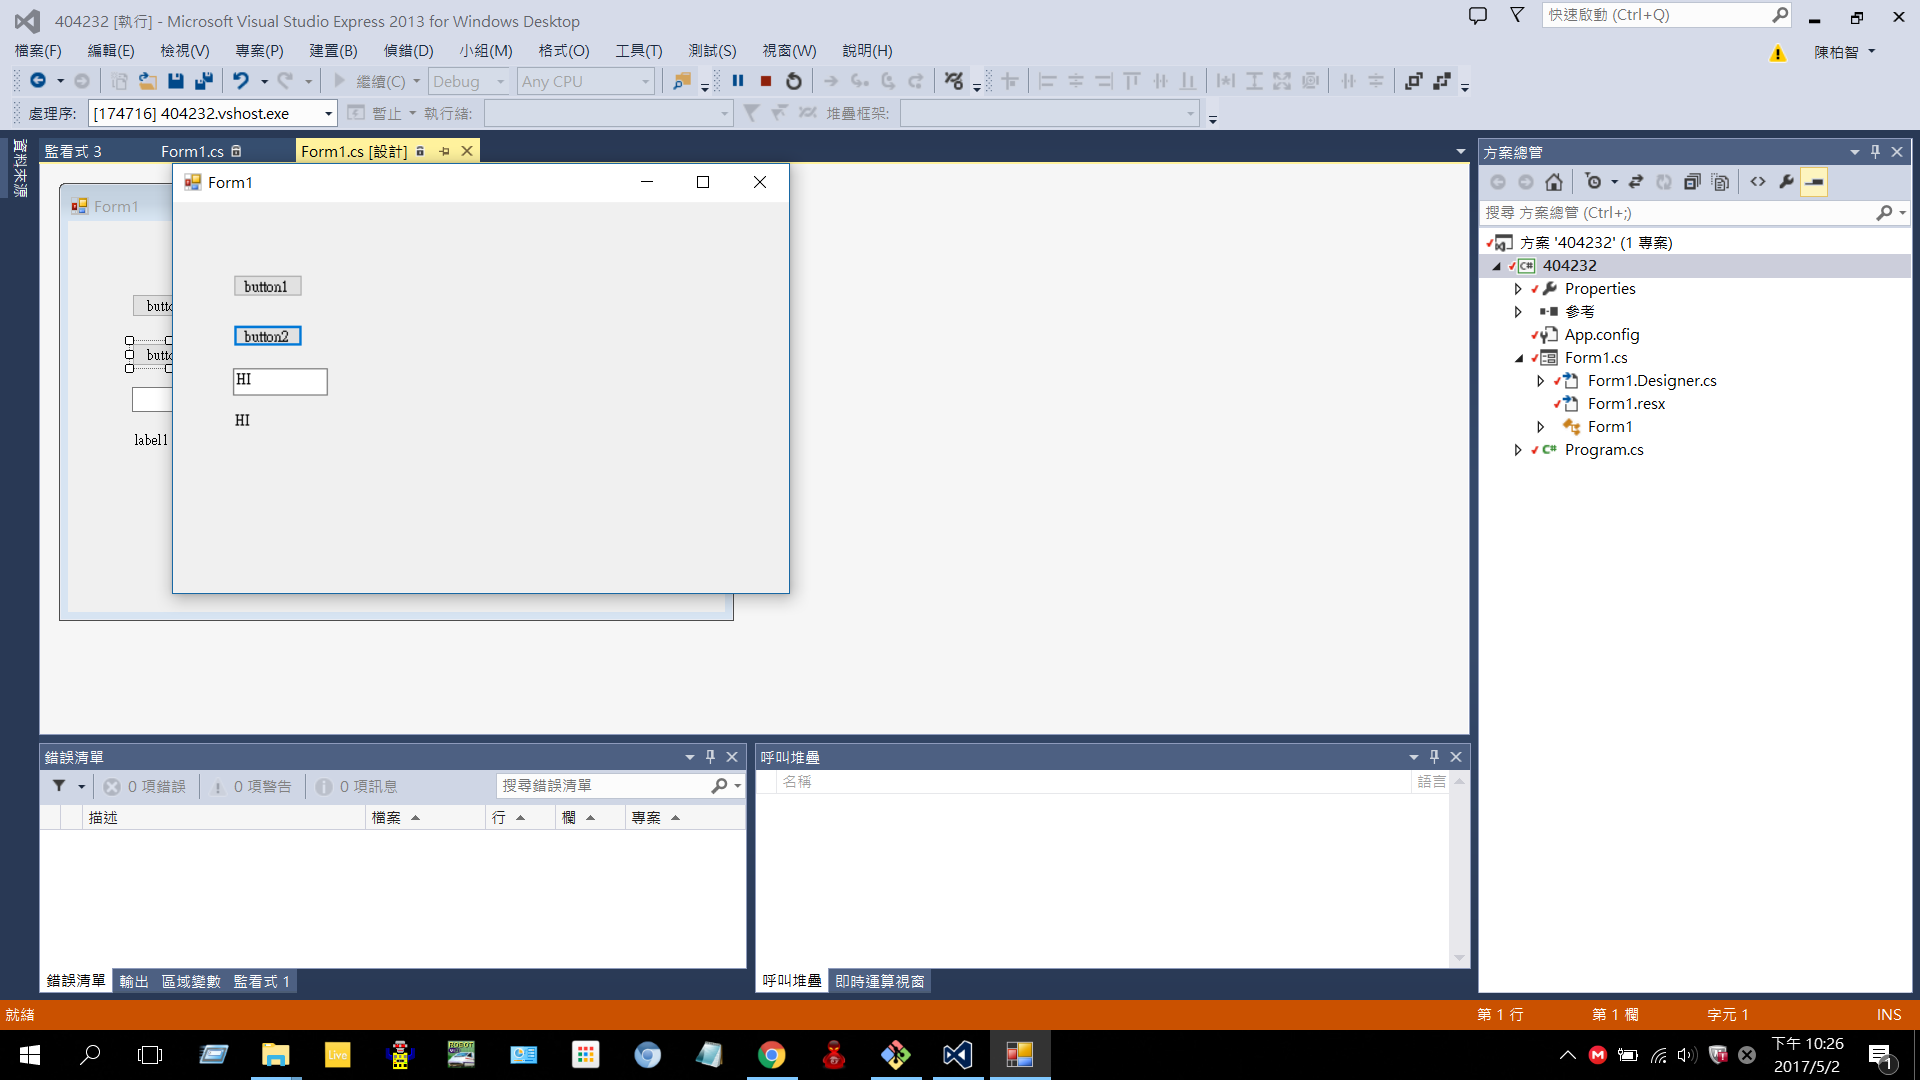 404232 [執行] - Microsoft Visual Studio Express 2013 for Windows Desktop
快速啟動 (Ctrl+Q)
檔案(F) 編輯(E) 檢視(V) 專案(P) 建置(B) 偵錯(D) 小組(M) 格式(O) 工具(T) 測試(S) 視窗(W) 說明(H)
陳柏智
繼續(C) Debug Any CPU
處理序: [174716] 404232.vshost.exe 暫止 執行緒: 堆疊框架:
資料來源
監看式 3 Form1.cs Form1.cs [設計]
Form1
Form1
button1
butto
button2
butto
HI
HI
label1
方案總管
搜尋 方案總管 (Ctrl+;)
方案 '404232' (1 專案)
404232
Properties
參考
App.config
Form1.cs
Form1.Designer.cs
Form1.resx
Form1
Program.cs
錯誤清單
0 項錯誤 0 項警告 0 項訊息 搜尋錯誤清單
描述 檔案 行 欄 專案
錯誤清單 輸出 區域變數 監看式 1
呼叫堆疊
名稱 語言
呼叫堆疊 即時運算視窗
就緒 第 1 行 第 1 欄 字元 1 INS
Live
下午 10:26
2017/5/2
1